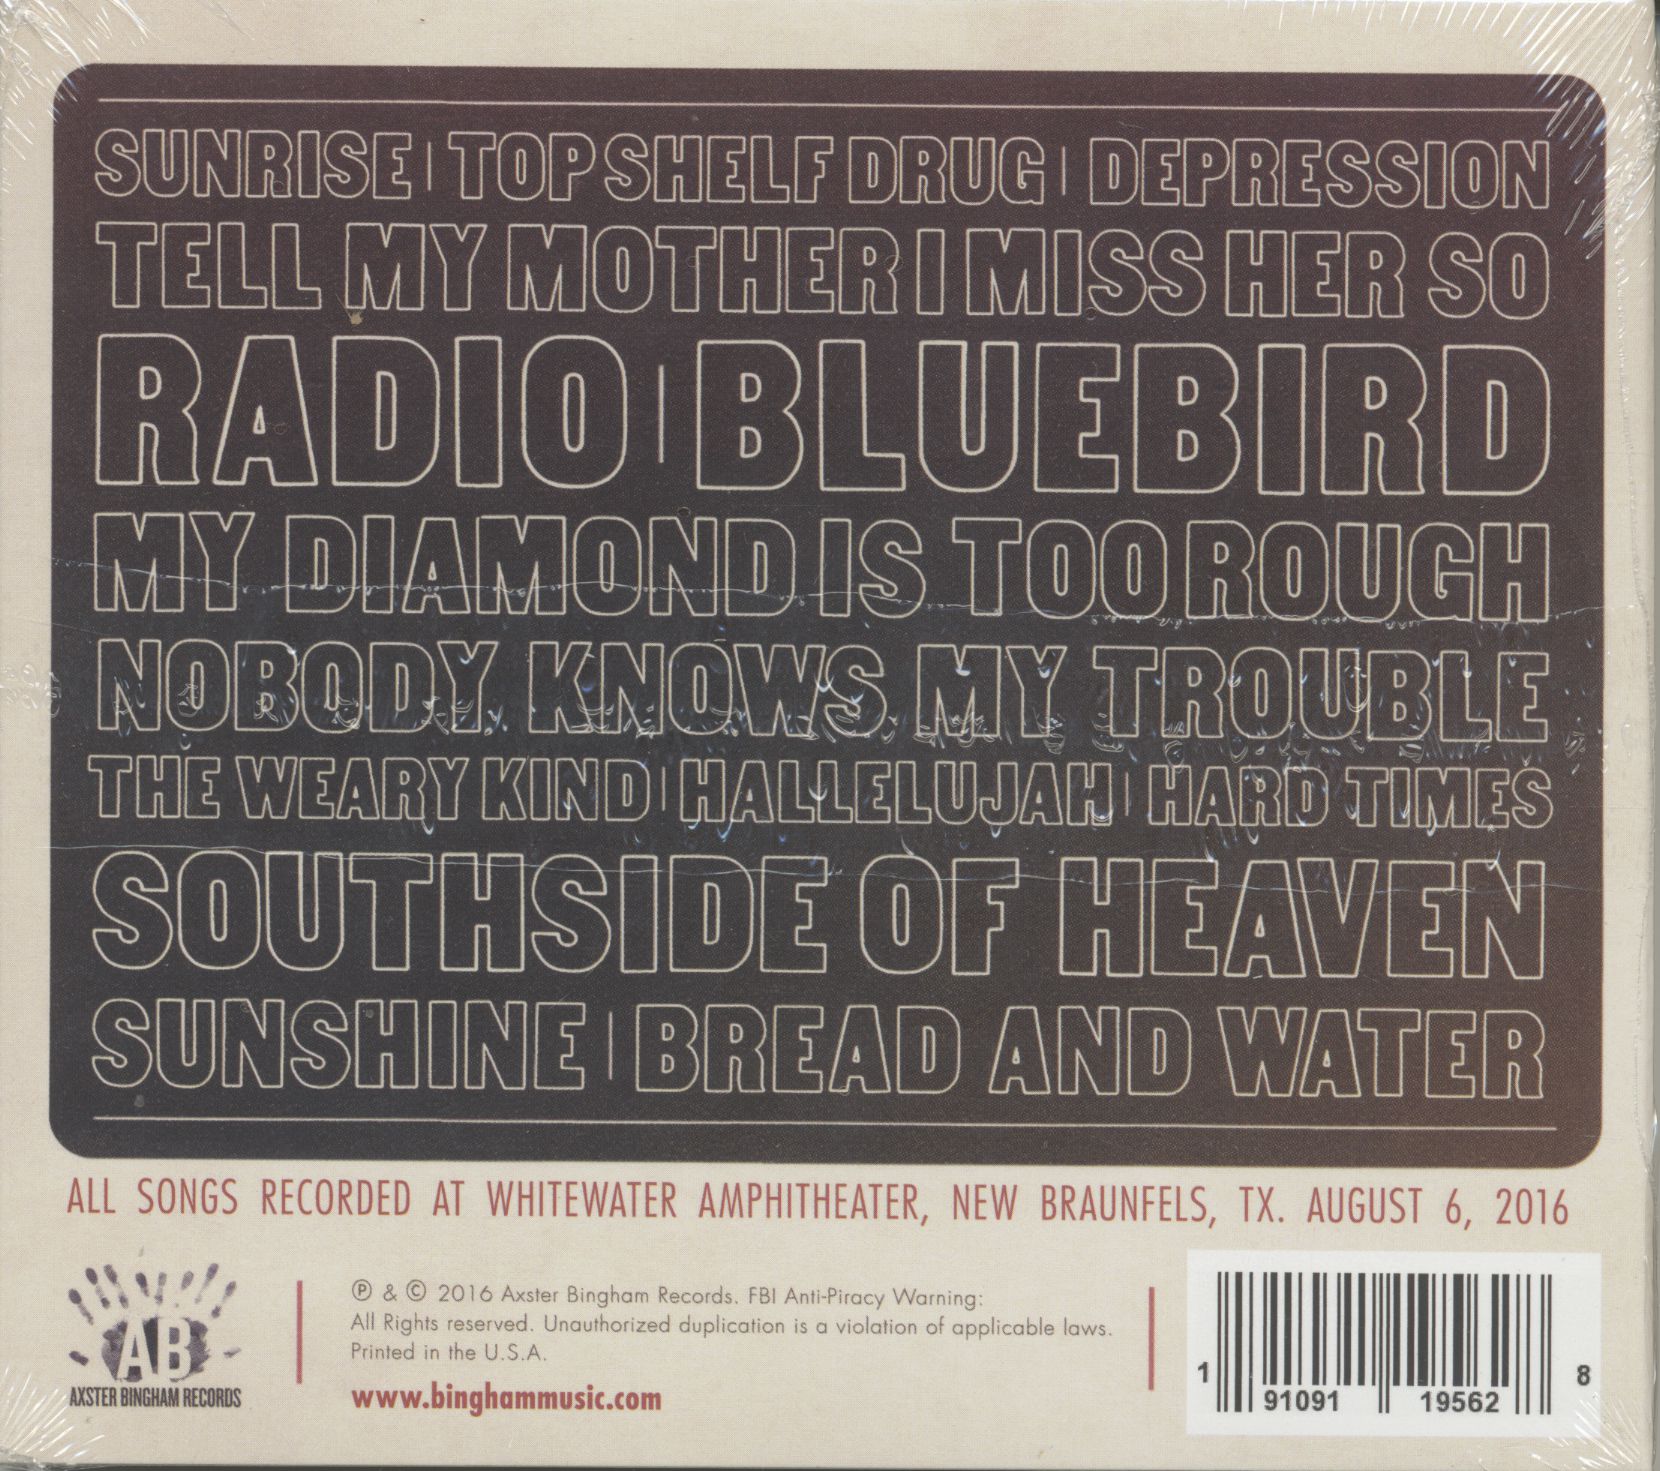 SUNRISE | TOP SHELF DRUG | DEPRESSION
TELL MY MOTHER I MISS HER SO
RADIO | BLUEBIRD
MY DIAMOND IS TOO ROUGH
NOBODY KNOWS MY TROUBLE
THE WEARY KIND | HALLELUJAH | HARD TIMES
SOUTHSIDE OF HEAVEN
SUNSHINE | BREAD AND WATER
ALL SONGS RECORDED AT WHITEWATER AMPHITHEATER, NEW BRAUNFELS, TX. AUGUST 6, 2016
AB
AXSTER BINGHAM RECORDS
℗ & © 2016 Axster Bingham Records. FBI Anti-Piracy Warning:
All Rights reserved. Unauthorized duplication is a violation of applicable laws.
Printed in the U.S.A.
www.binghammusic.com
1 91091 19562 8